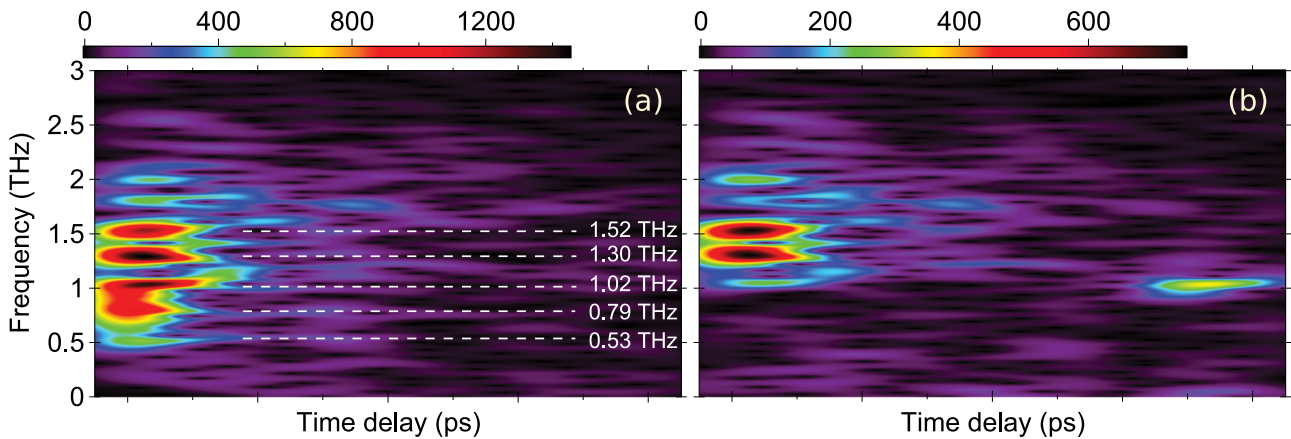 0 400 800 1200
0 200 400 600
3
2.5
2
1.5
1
0.5
0
Frequency (THz)
(a)
1.52 THz
1.30 THz
1.02 THz
0.79 THz
0.53 THz
(b)
Time delay (ps)
Time delay (ps)